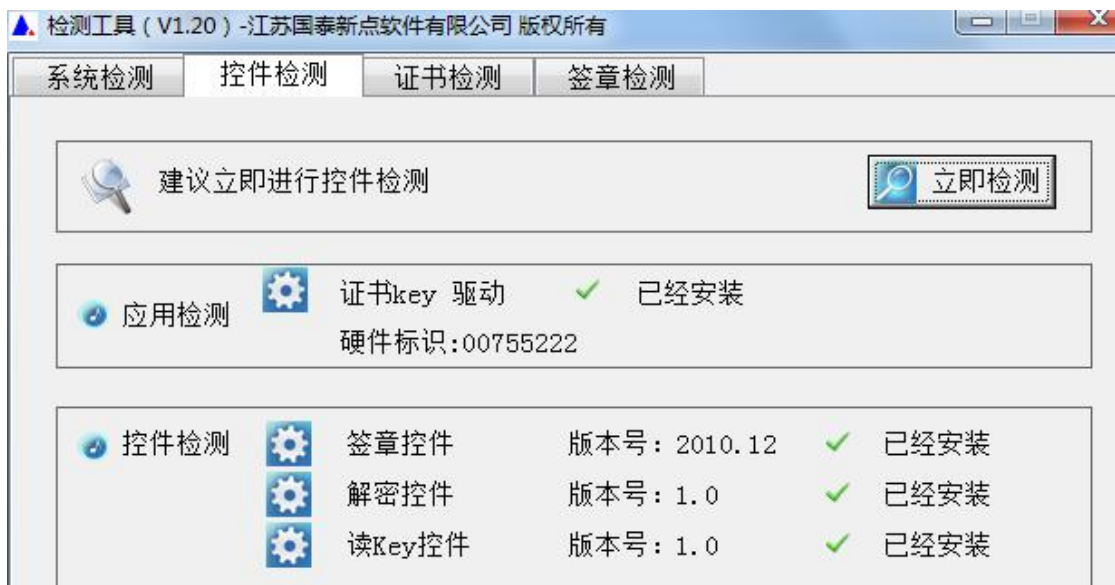 检测工具（V1.20）-江苏国泰新点软件有限公司 版权所有
系统检测 控件检测 证书检测 签章检测
建议立即进行控件检测 立即检测
应用检测 证书key 驱动 已经安装
硬件标识:00755222
控件检测 签章控件 版本号：2010.12 已经安装
解密控件 版本号：1.0 已经安装
读Key控件 版本号：1.0 已经安装